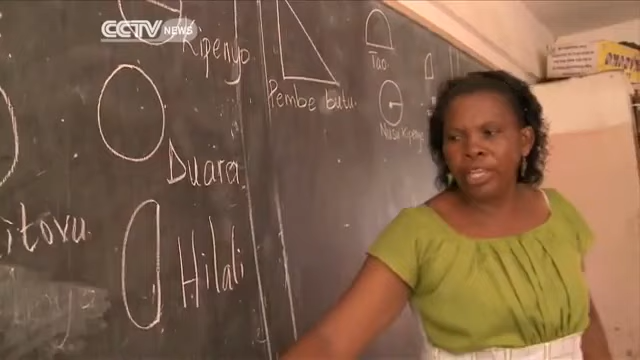 CCTV NEWS
Kipenyo
Duara
itovu
Hilali
Pembe butu
Tao
Nusu kipenyo